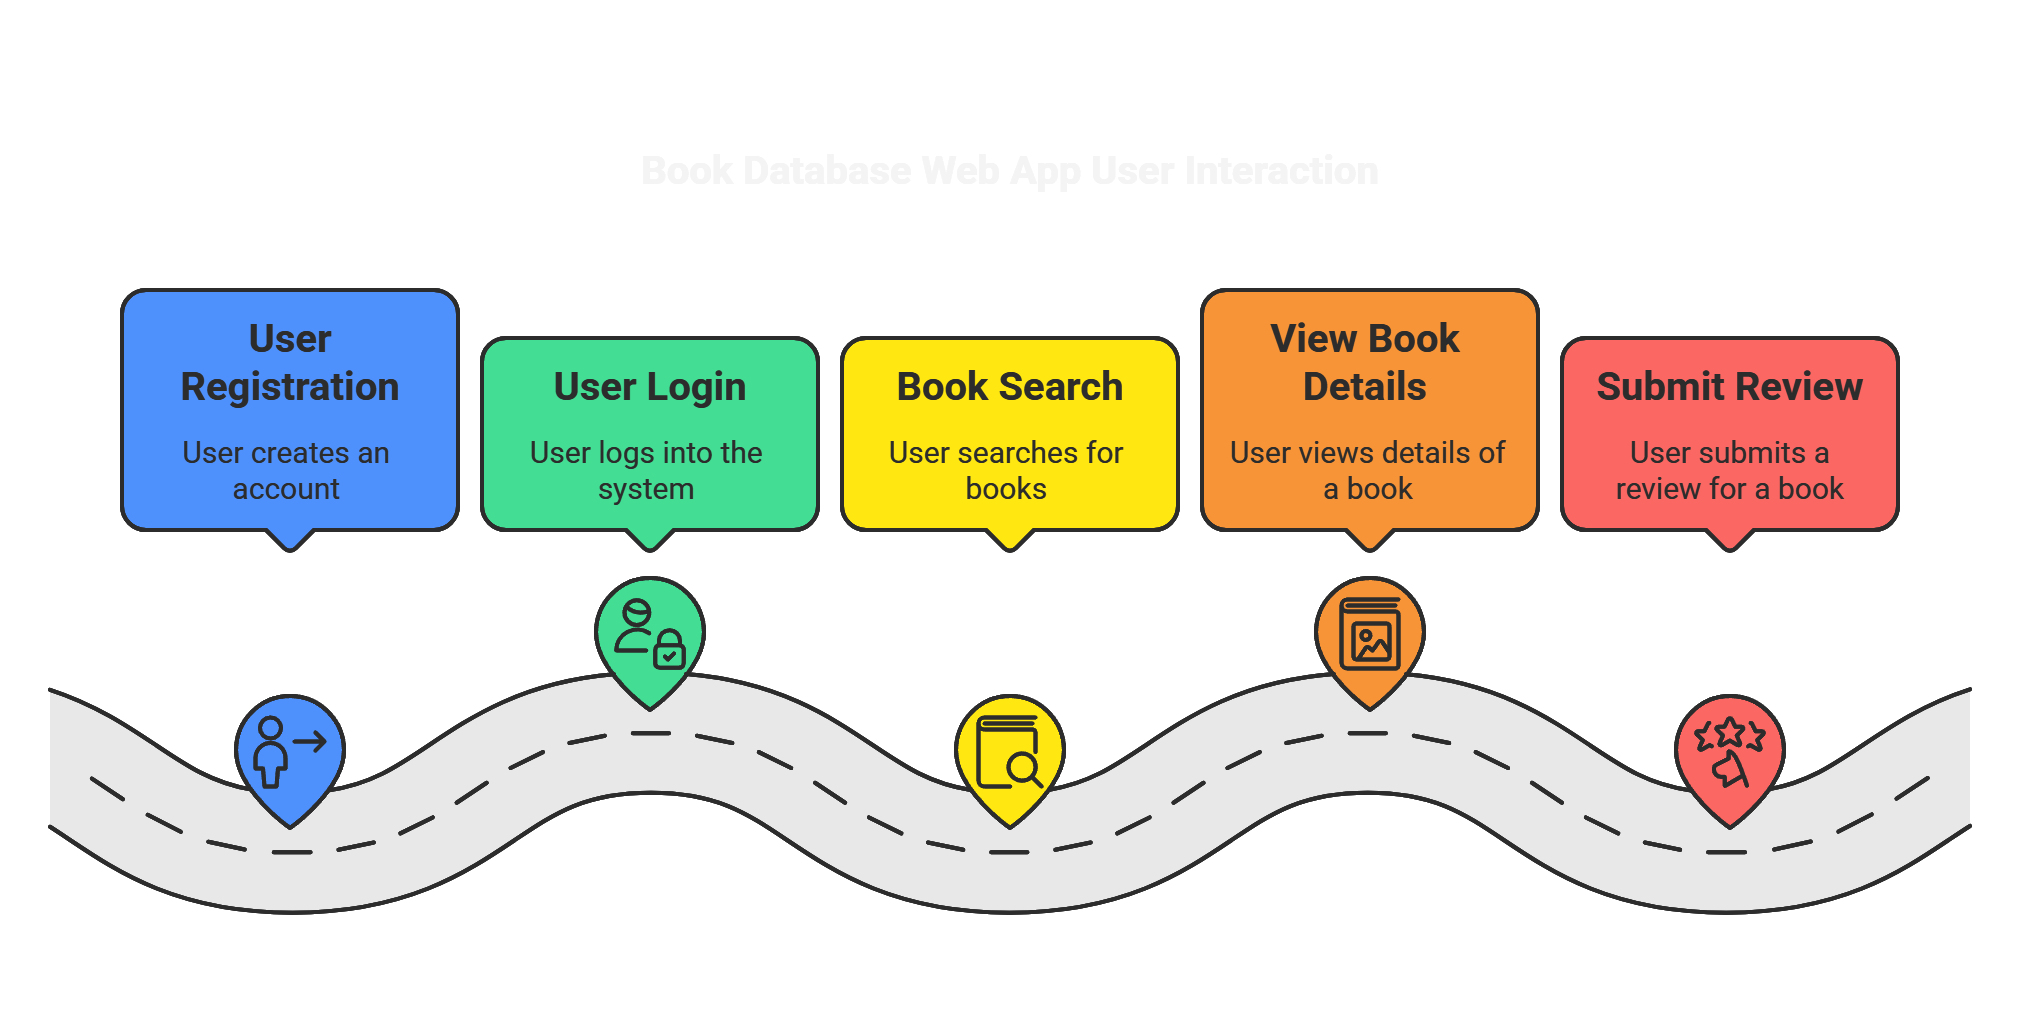 Book Database Web App User Interaction
User
Registration
User creates an
account
User Login
User logs into the
system
Book Search
User searches for
books
View Book
Details
User views details of
a book
Submit Review
User submits a
review for a book